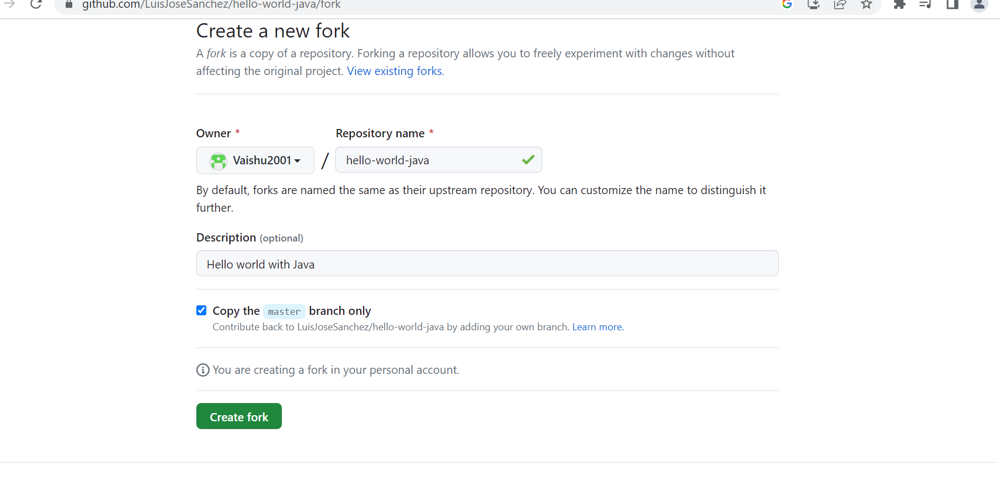 github.com/LuisJoseSanchez/hello-world-java/fork
Create a new fork
A fork is a copy of a repository. Forking a repository allows you to freely experiment with changes without
affecting the original project. View existing forks.
Owner * Repository name *
Vaishu2001 / hello-world-java
By default, forks are named the same as their upstream repository. You can customize the name to distinguish it
further.
Description (optional)
Hello world with Java
Copy the master branch only
Contribute back to LuisJoseSanchez/hello-world-java by adding your own branch. Learn more.
You are creating a fork in your personal account.
Create fork